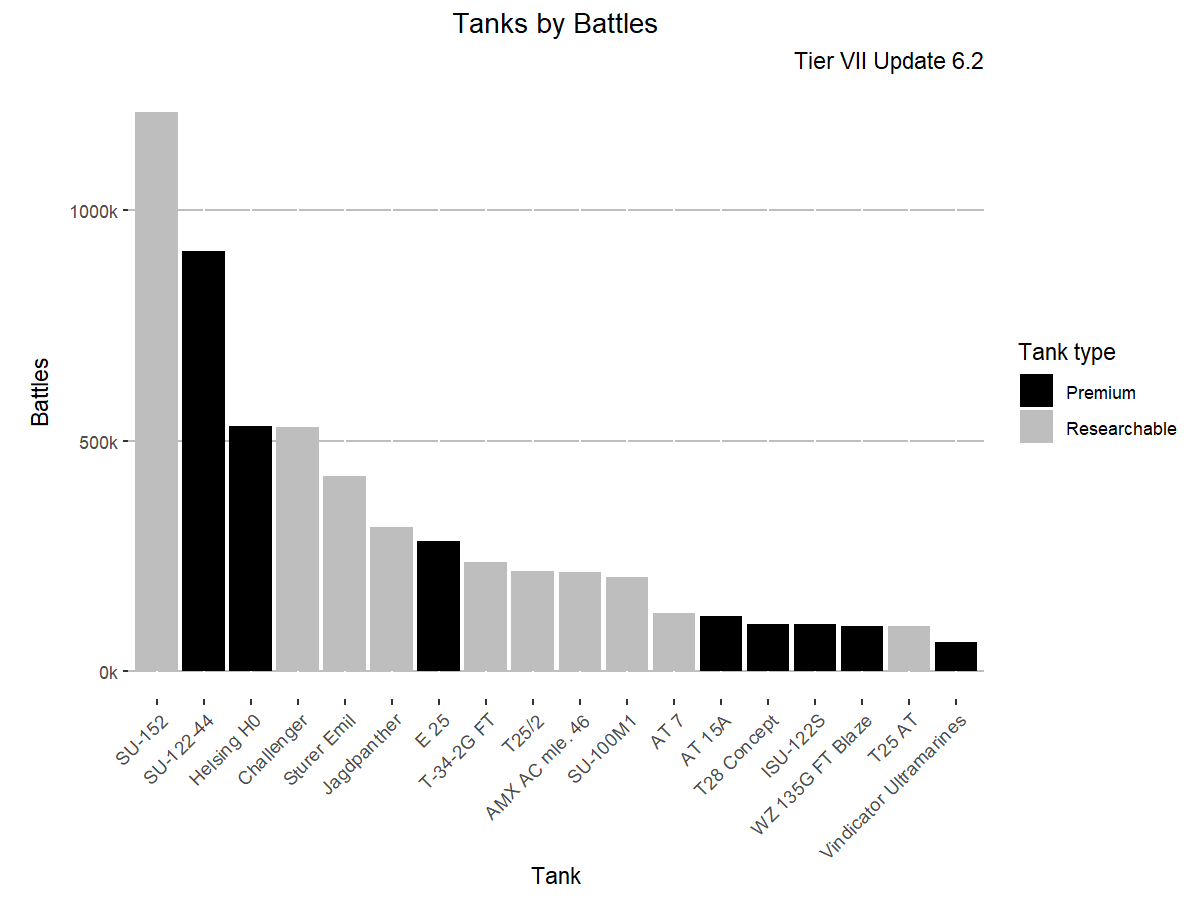 Tanks by Battles
Tier VII Update 6.2
1000k
500k
0k
Battles
SU-152
SU-122-44
Helsing H0
Challenger
Sturer Emil
Jagdpanther
E 25
T-34-2G FT
T25/2
AMX AC mle. 46
SU-100M1
AT 7
AT 15A
T28 Concept
ISU-122S
WZ 135G FT Blaze
T25 AT
Vindicator Ultramarines
Tank
Tank type
Premium
Researchable